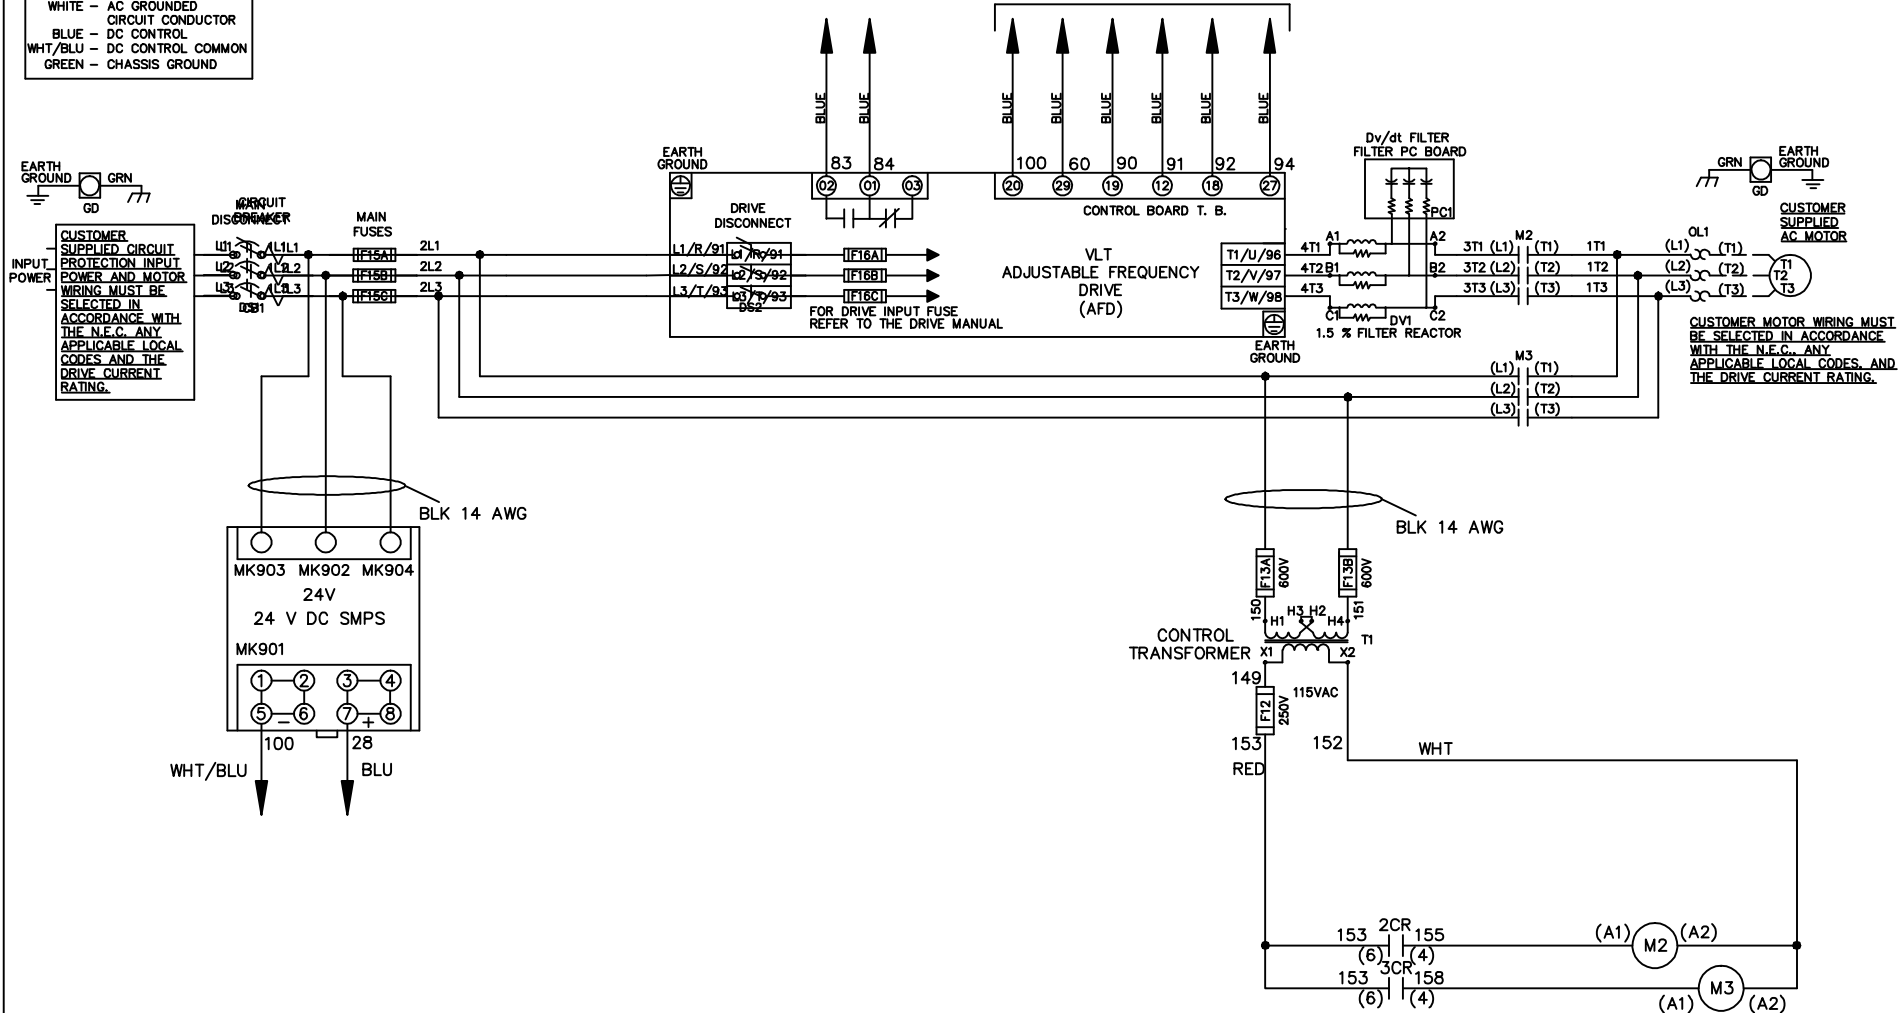 WHITE – AC GROUNDED
CIRCUIT CONDUCTOR
BLUE – DC CONTROL
WHT/BLU – DC CONTROL COMMON
GREEN – CHASSIS GROUND
BLUE
BLUE
BLUE
BLUE
BLUE
BLUE
BLUE
BLUE
83
84
100
60
90
91
92
94
02
01
03
20
29
19
12
18
27
CONTROL BOARD T. B.
EARTH
GROUND
GRN
GD
INPUT
POWER
CUSTOMER
SUPPLIED CIRCUIT
PROTECTION INPUT
POWER AND MOTOR
WIRING MUST BE
SELECTED IN
ACCORDANCE WITH
THE N.E.C. ANY
APPLICABLE LOCAL
CODES AND THE
DRIVE CURRENT
RATING.
CIRCUIT
BREAKER
MAIN
DISCONNECT
MAIN
FUSES
F15A
F15B
F15C
2L1
2L2
2L3
EARTH
GROUND
DRIVE
DISCONNECT
L1/R/91
L2/S/92
L3/T/93
DS2
F16A
F16B
F16C
FOR DRIVE INPUT FUSE
REFER TO THE DRIVE MANUAL
VLT
ADJUSTABLE FREQUENCY
DRIVE
(AFD)
T1/U/96
T2/V/97
T3/W/98
EARTH
GROUND
4T1
4T2
4T3
A1
A2
B1
B2
C1
C2
Dv/dt FILTER
FILTER PC BOARD
PC1
DV1
1.5 % FILTER REACTOR
M2
3T1 (L1) (T1) 1T1
3T2 (L2) (T2) 1T2
3T3 (L3) (T3) 1T3
M3
(L1) (T1)
(L2) (T2)
(L3) (T3)
OL1
(L1) (T1)
(L2) (T2)
(L3) (T3)
T1
T2
T3
GRN
EARTH
GROUND
GD
CUSTOMER
SUPPLIED
AC MOTOR
CUSTOMER MOTOR WIRING MUST
BE SELECTED IN ACCORDANCE
WITH THE N.E.C., ANY
APPLICABLE LOCAL CODES, AND
THE DRIVE CURRENT RATING.
BLK 14 AWG
MK903 MK902 MK904
24V
24 V DC SMPS
MK901
1 2 3 4
5 – 6 7 + 8
100
28
WHT/BLU
BLU
BLK 14 AWG
F13A
600V
F13B
600V
150
151
H1
H3 H2
H4
T1
CONTROL
TRANSFORMER
X1
X2
149
115VAC
F12
250V
153
RED
152
WHT
2CR
153 155
(6) (4)
(A1) M2 (A2)
3CR
153 158
(6) (4)
(A1) M3 (A2)